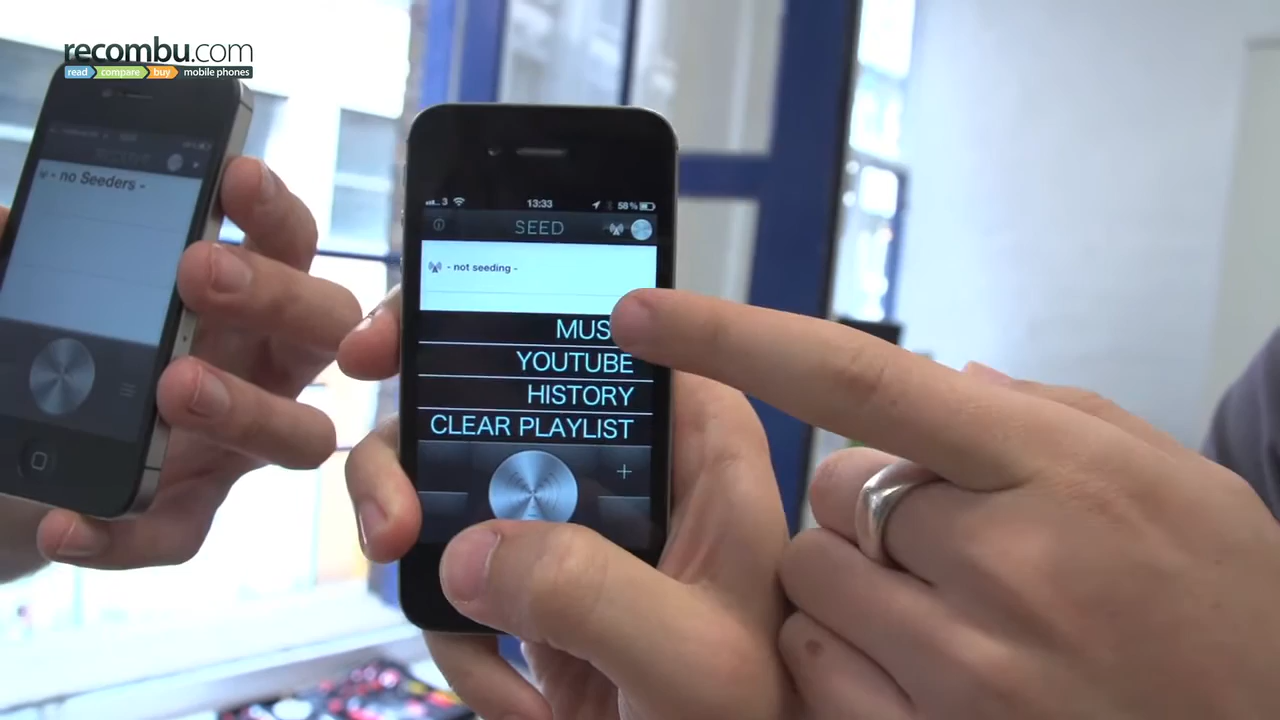 recombu.com
read compare buy mobile phones
- no Seeders -
3 13:33 58%
SEED
- not seeding -
MUS
YOUTUBE
HISTORY
CLEAR PLAYLIST
+